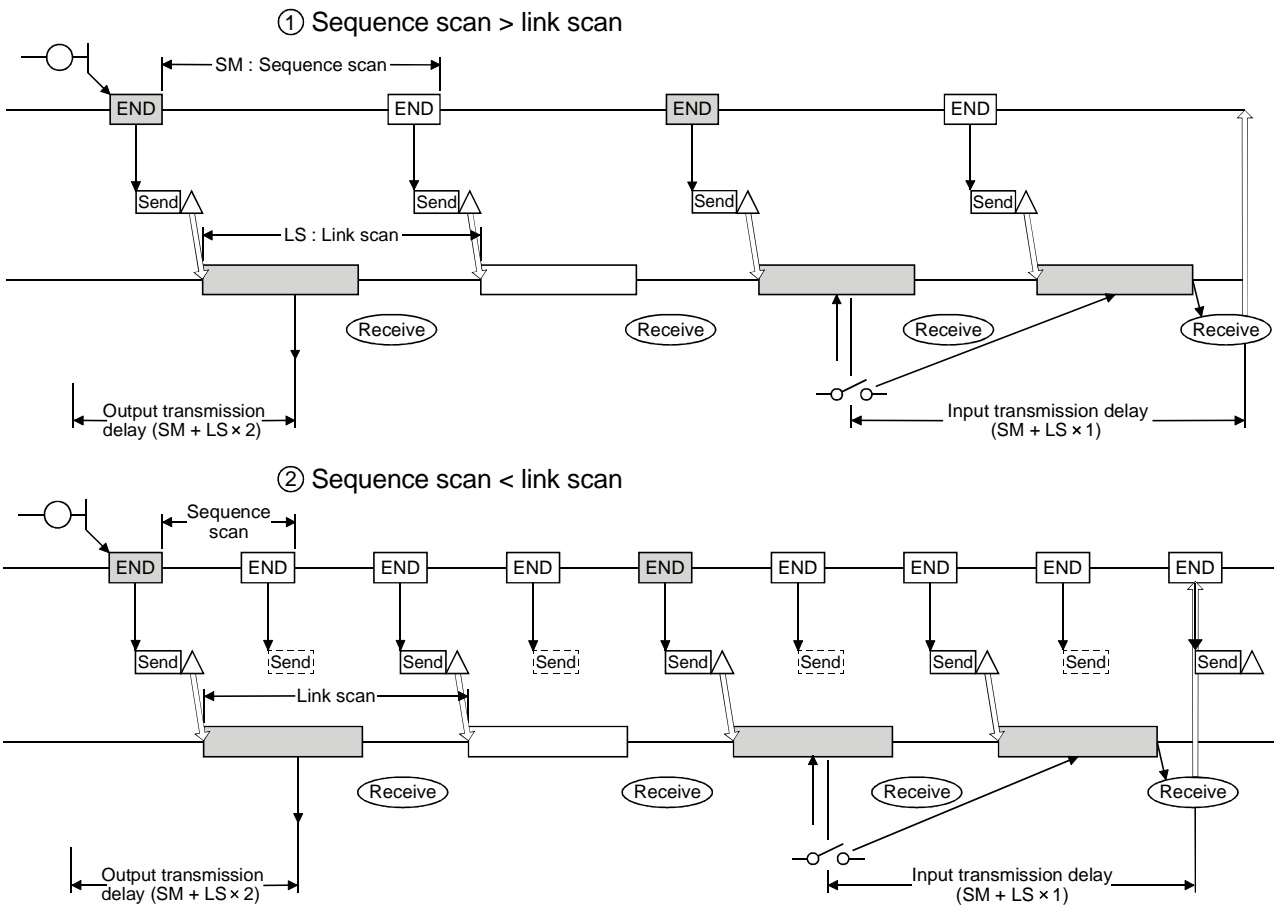 ① Sequence scan > link scan
SM : Sequence scan
END END END END
Send Send Send Send
LS : Link scan
Receive Receive Receive Receive
Output transmission
delay (SM + LS × 2)
Input transmission delay
(SM + LS × 1)
② Sequence scan < link scan
Sequence
scan
END END END END END END END END END
Send Send Send Send Send Send Send Send Send
Link scan
Receive Receive Receive Receive
Output transmission
delay (SM + LS × 2)
Input transmission delay
(SM + LS × 1)